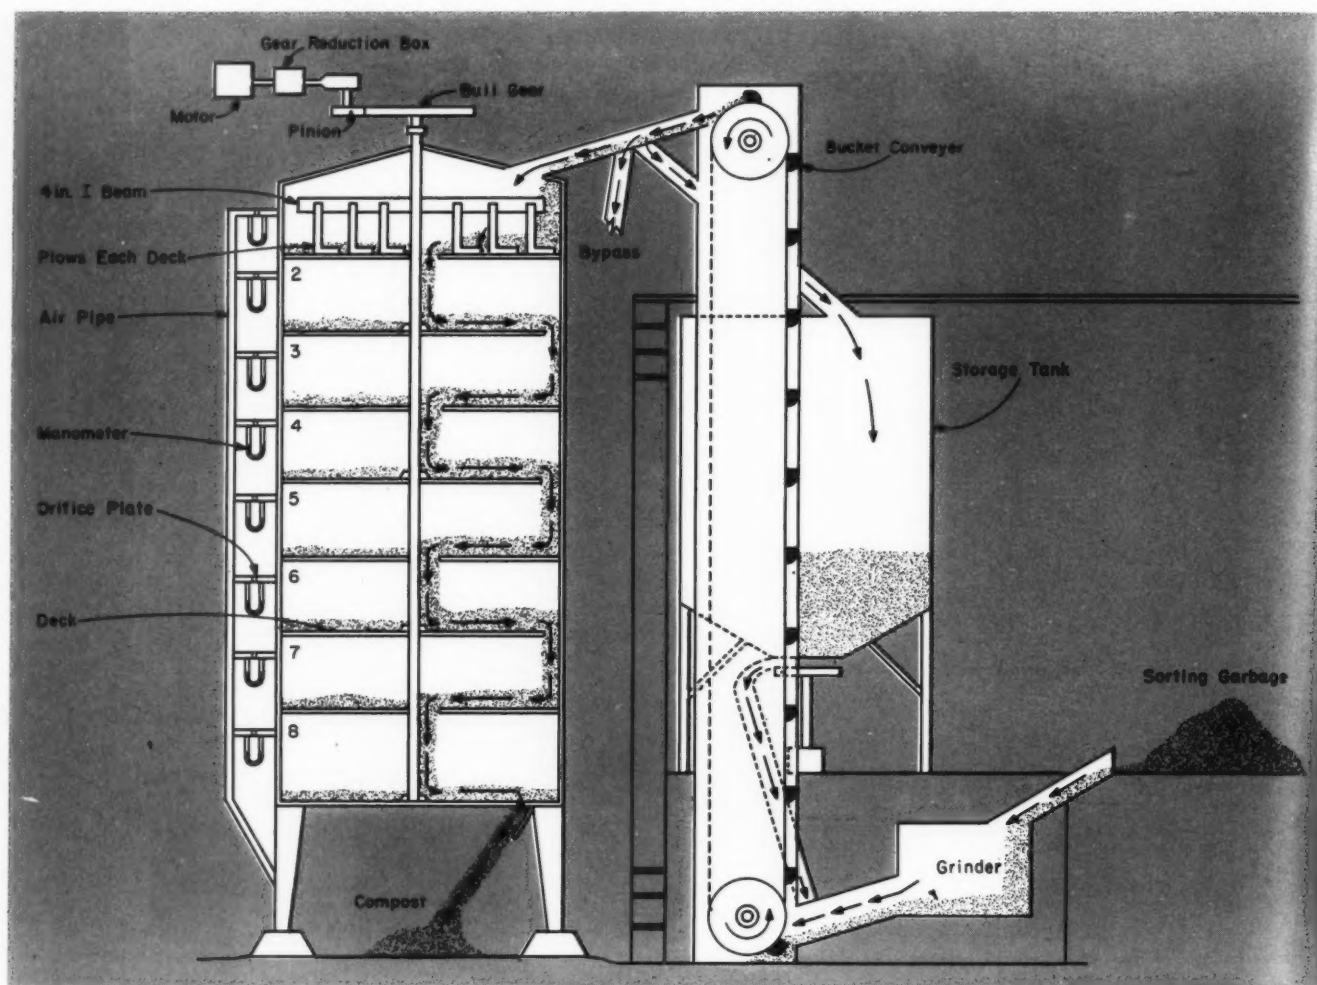 Gear Reduction Box
Motor
Pinion
Bull Gear
4in. I Beam
Plows Each Deck
Air Pipe
Manometer
Orifice Plate
Deck
2
3
4
5
6
7
8
Compost
Bypass
Bucket Conveyer
Storage Tank
Sorting Garbage
Grinder